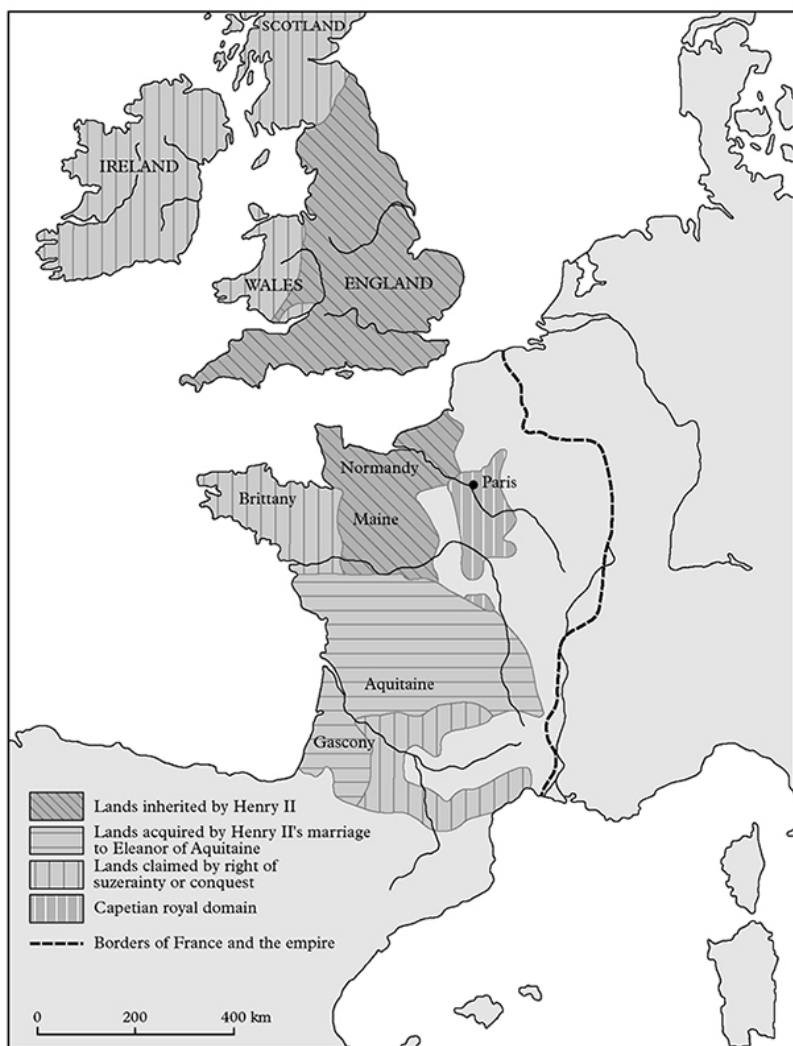 SCOTLAND
IRELAND
WALES
ENGLAND
Normandy
Paris
Brittany
Maine
Aquitaine
Gascony
Lands inherited by Henry II
Lands acquired by Henry II's marriage
to Eleanor of Aquitaine
Lands claimed by right of
suzerainty or conquest
Capetian royal domain
Borders of France and the empire
0 200 400 km